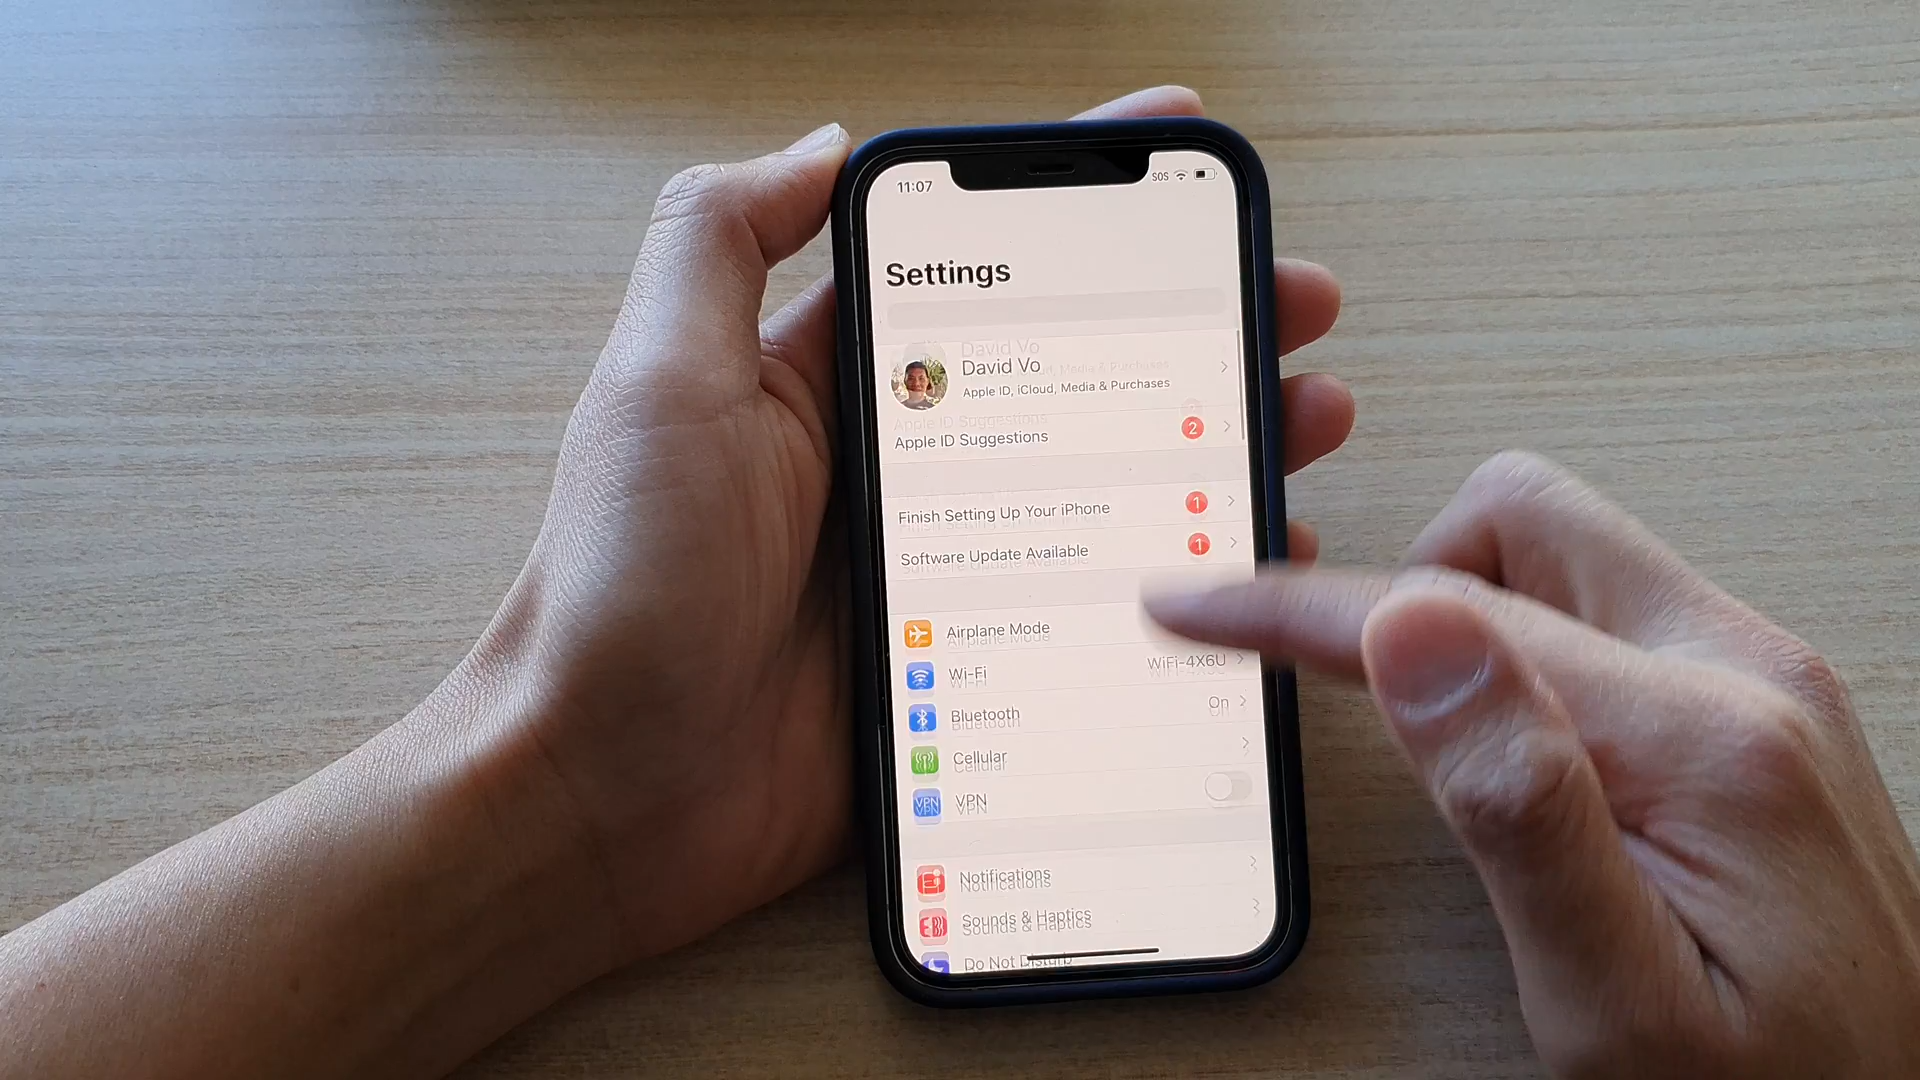 11:07 SOS
Settings
David Vo
Apple ID, iCloud, Media & Purchases
Apple ID Suggestions 2
Finish Setting Up Your iPhone 1
Software Update Available 1
Airplane Mode
Wi-Fi WiFi-4X6U
Bluetooth On
Cellular
VPN VPN
Notifications
Sounds & Haptics
Do Not Disturb